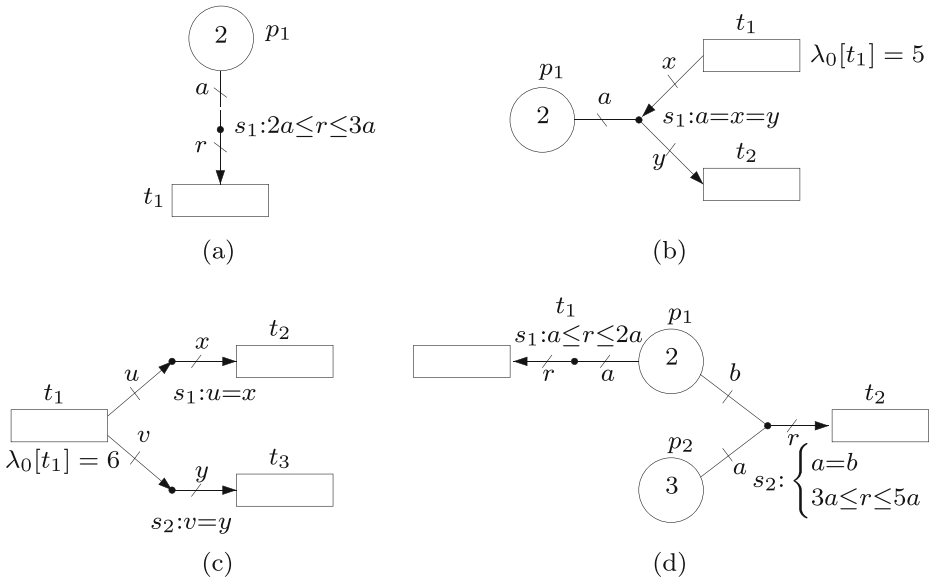 2 p₁
a
s₁:2a≤r≤3a
r
t₁
(a)
t₁
λ₀[t₁] = 5
x
p₁
a
2
s₁:a=x=y
y
t₂
(b)
t₂
x
u
s₁:u=x
t₁
v
λ₀[t₁] = 6
t₃
y
s₂:v=y
(c)
t₁
p₁
s₁:a≤r≤2a
2
r a
b
t₂
r
p₂
a
3
s₂: { a=b
3a≤r≤5a
(d)